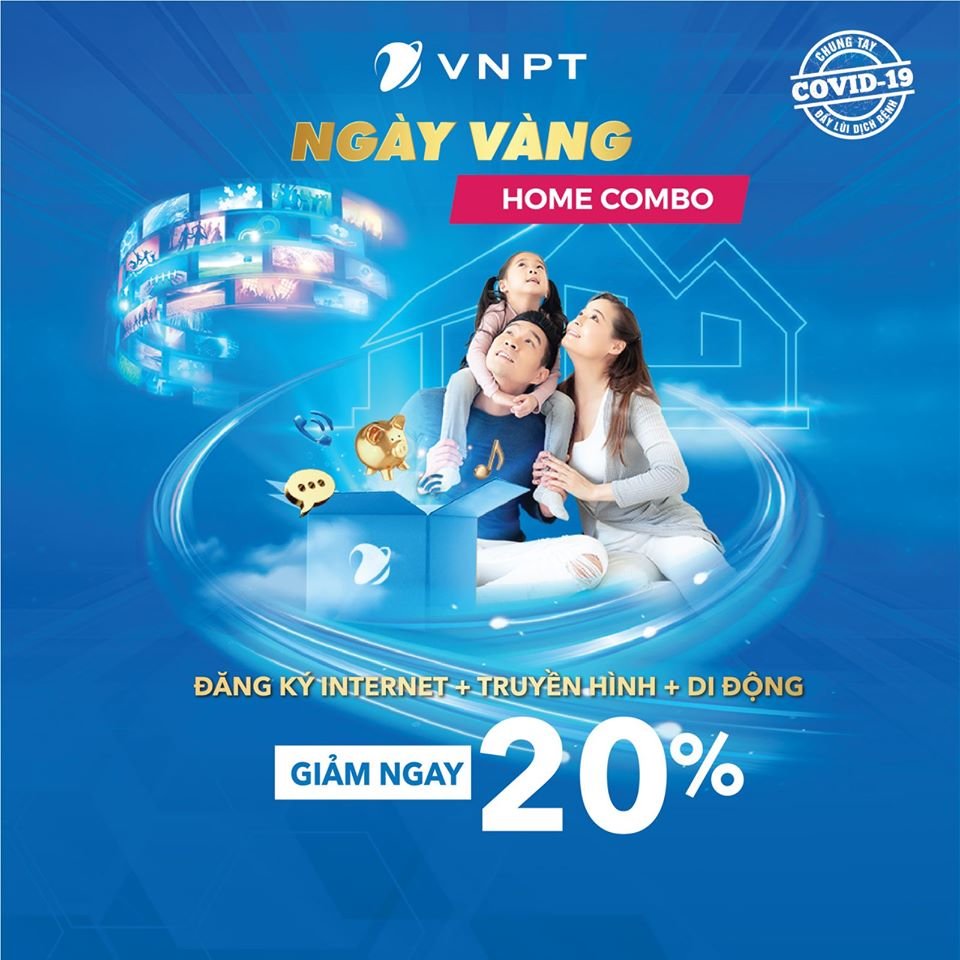 VNPT
CHUNG TAY
COVID-19
ĐẨY LÙI DỊCH BỆNH
NGÀY VÀNG
HOME COMBO
ĐĂNG KÝ INTERNET + TRUYỀN HÌNH + DI ĐỘNG
GIẢM NGAY 20%